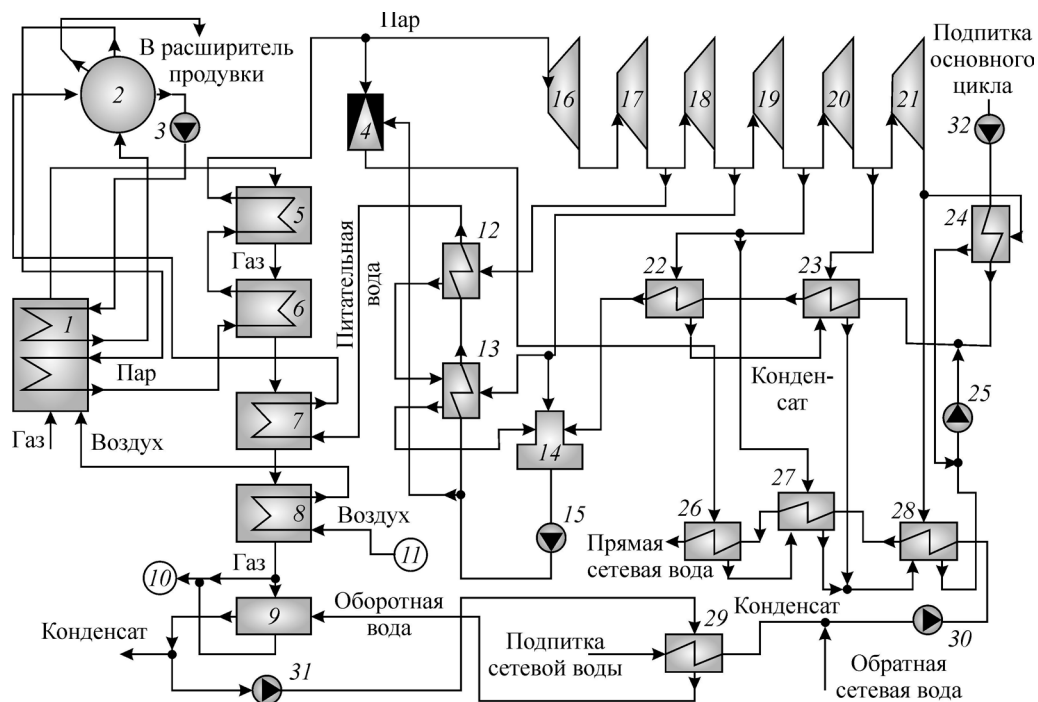 Пар
В расширитель
продувки
Подпитка
основного
цикла
2
3
4
16
17
18
19
20
21
32
5
12
24
Газ
Питательная
вода
22
23
6
1
13
Пар
Конден-
сат
25
7
Газ
Воздух
14
27
8
Воздух
15
26
28
11
Прямая
сетевая вода
Газ
10
9
Оборотная
вода
29
Конденсат
Конденсат
30
Подпитка
сетевой воды
31
Обратная
сетевая вода